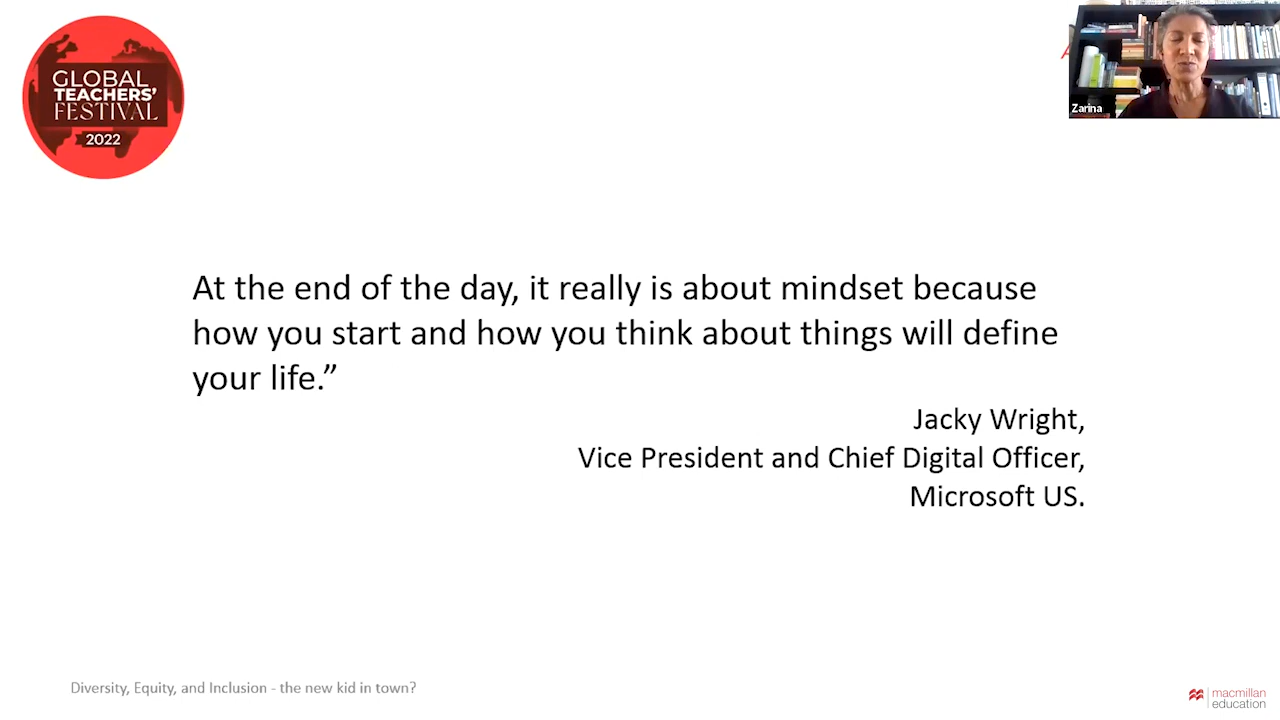 GLOBAL
TEACHERS'
FESTIVAL
2022
Zarina
At the end of the day, it really is about mindset because
how you start and how you think about things will define
your life.”
Jacky Wright,
Vice President and Chief Digital Officer,
Microsoft US.
Diversity, Equity, and Inclusion - the new kid in town?
macmillan
education